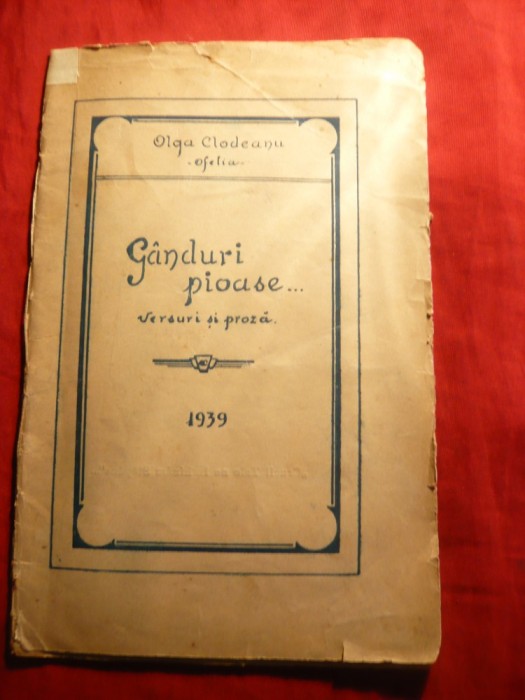 Olga Clodeanu
-Ofelia-
Gânduri
pioase...
Versuri și proză.
1939